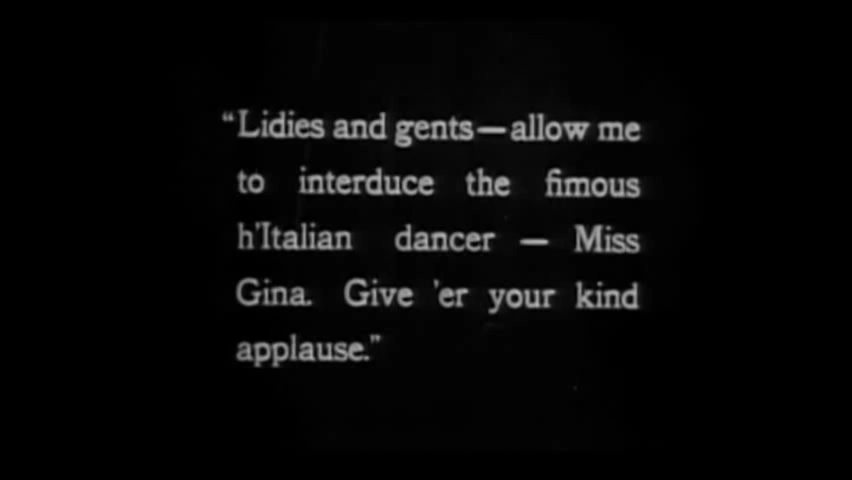 “Lidies and gents—allow me
to interduce the fimous
h'Italian dancer — Miss
Gina. Give 'er your kind
applause.”